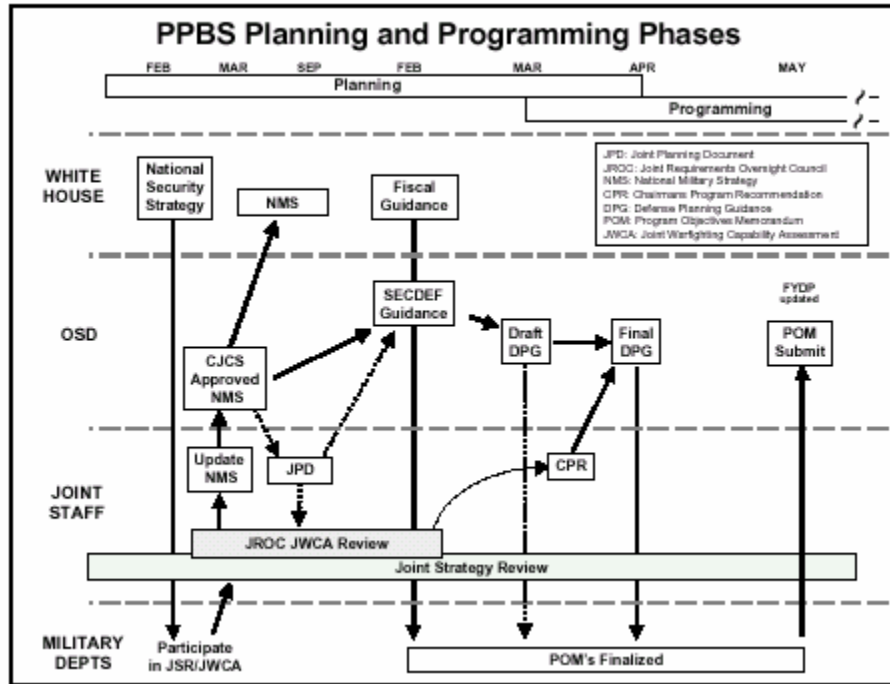 PPBS Planning and Programming Phases
FEB MAR SEP FEB MAR APR MAY
Planning
Programming
WHITE
HOUSE
National
Security
Strategy
NMS
Fiscal
Guidance
JPD: Joint Planning Document
JROC: Joint Requirements Overnight Council
NMS: National Military Strategy
CPR: Chairmans Program Recommendation
DPG: Defense Planning Guidance
POM: Program Objectives Memorandum
JWCA: Joint Warfighting Capability Assessment
OSD
CJCS
Approved
NMS
SECDEF
Guidance
Draft
DPG
Final
DPG
FYDP
updated
POM
Submit
JOINT
STAFF
Update
NMS
JPD
CPR
JROC JWCA Review
Joint Strategy Review
MILITARY
DEPTS
Participate
in JSR/JWCA
POM's Finalized